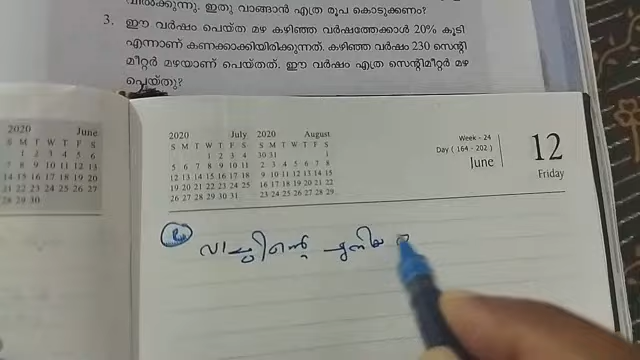 വിൽക്കുന്നു. ഇതു വാങ്ങാൻ എത്ര രൂപ കൊടുക്കണം?
3. ഈ വർഷം പെയ്ത മഴ കഴിഞ്ഞ വർഷത്തേക്കാൾ 20% കൂടി
എന്നാണ് കണക്കാക്കിയിരിക്കുന്നത്. കഴിഞ്ഞ വർഷം 230 സെന്റി
മീറ്റർ മഴയാണ് പെയ്തത്. ഈ വർഷം എത്ര സെന്റിമീറ്റർ മഴ
പെയ്തു?
2020 June
S M T W T F S
1 2 3 4 5 6
7 8 9 10 11 12 13
14 15 16 17 18 19 20
21 22 23 24 25 26 27
28 29 30
2020 July
S M T W T F S
1 2 3 4
5 6 7 8 9 10 11
12 13 14 15 16 17 18
19 20 21 22 23 24 25
26 27 28 29 30 31
2020 August
S M T W T F S
30 31 1
2 3 4 5 6 7 8
9 10 11 12 13 14 15
16 17 18 19 20 21 22
23 24 25 26 27 28 29
Week - 24
Day ( 164 - 202 )
June 12
Friday
വാച്ചിന്റെ